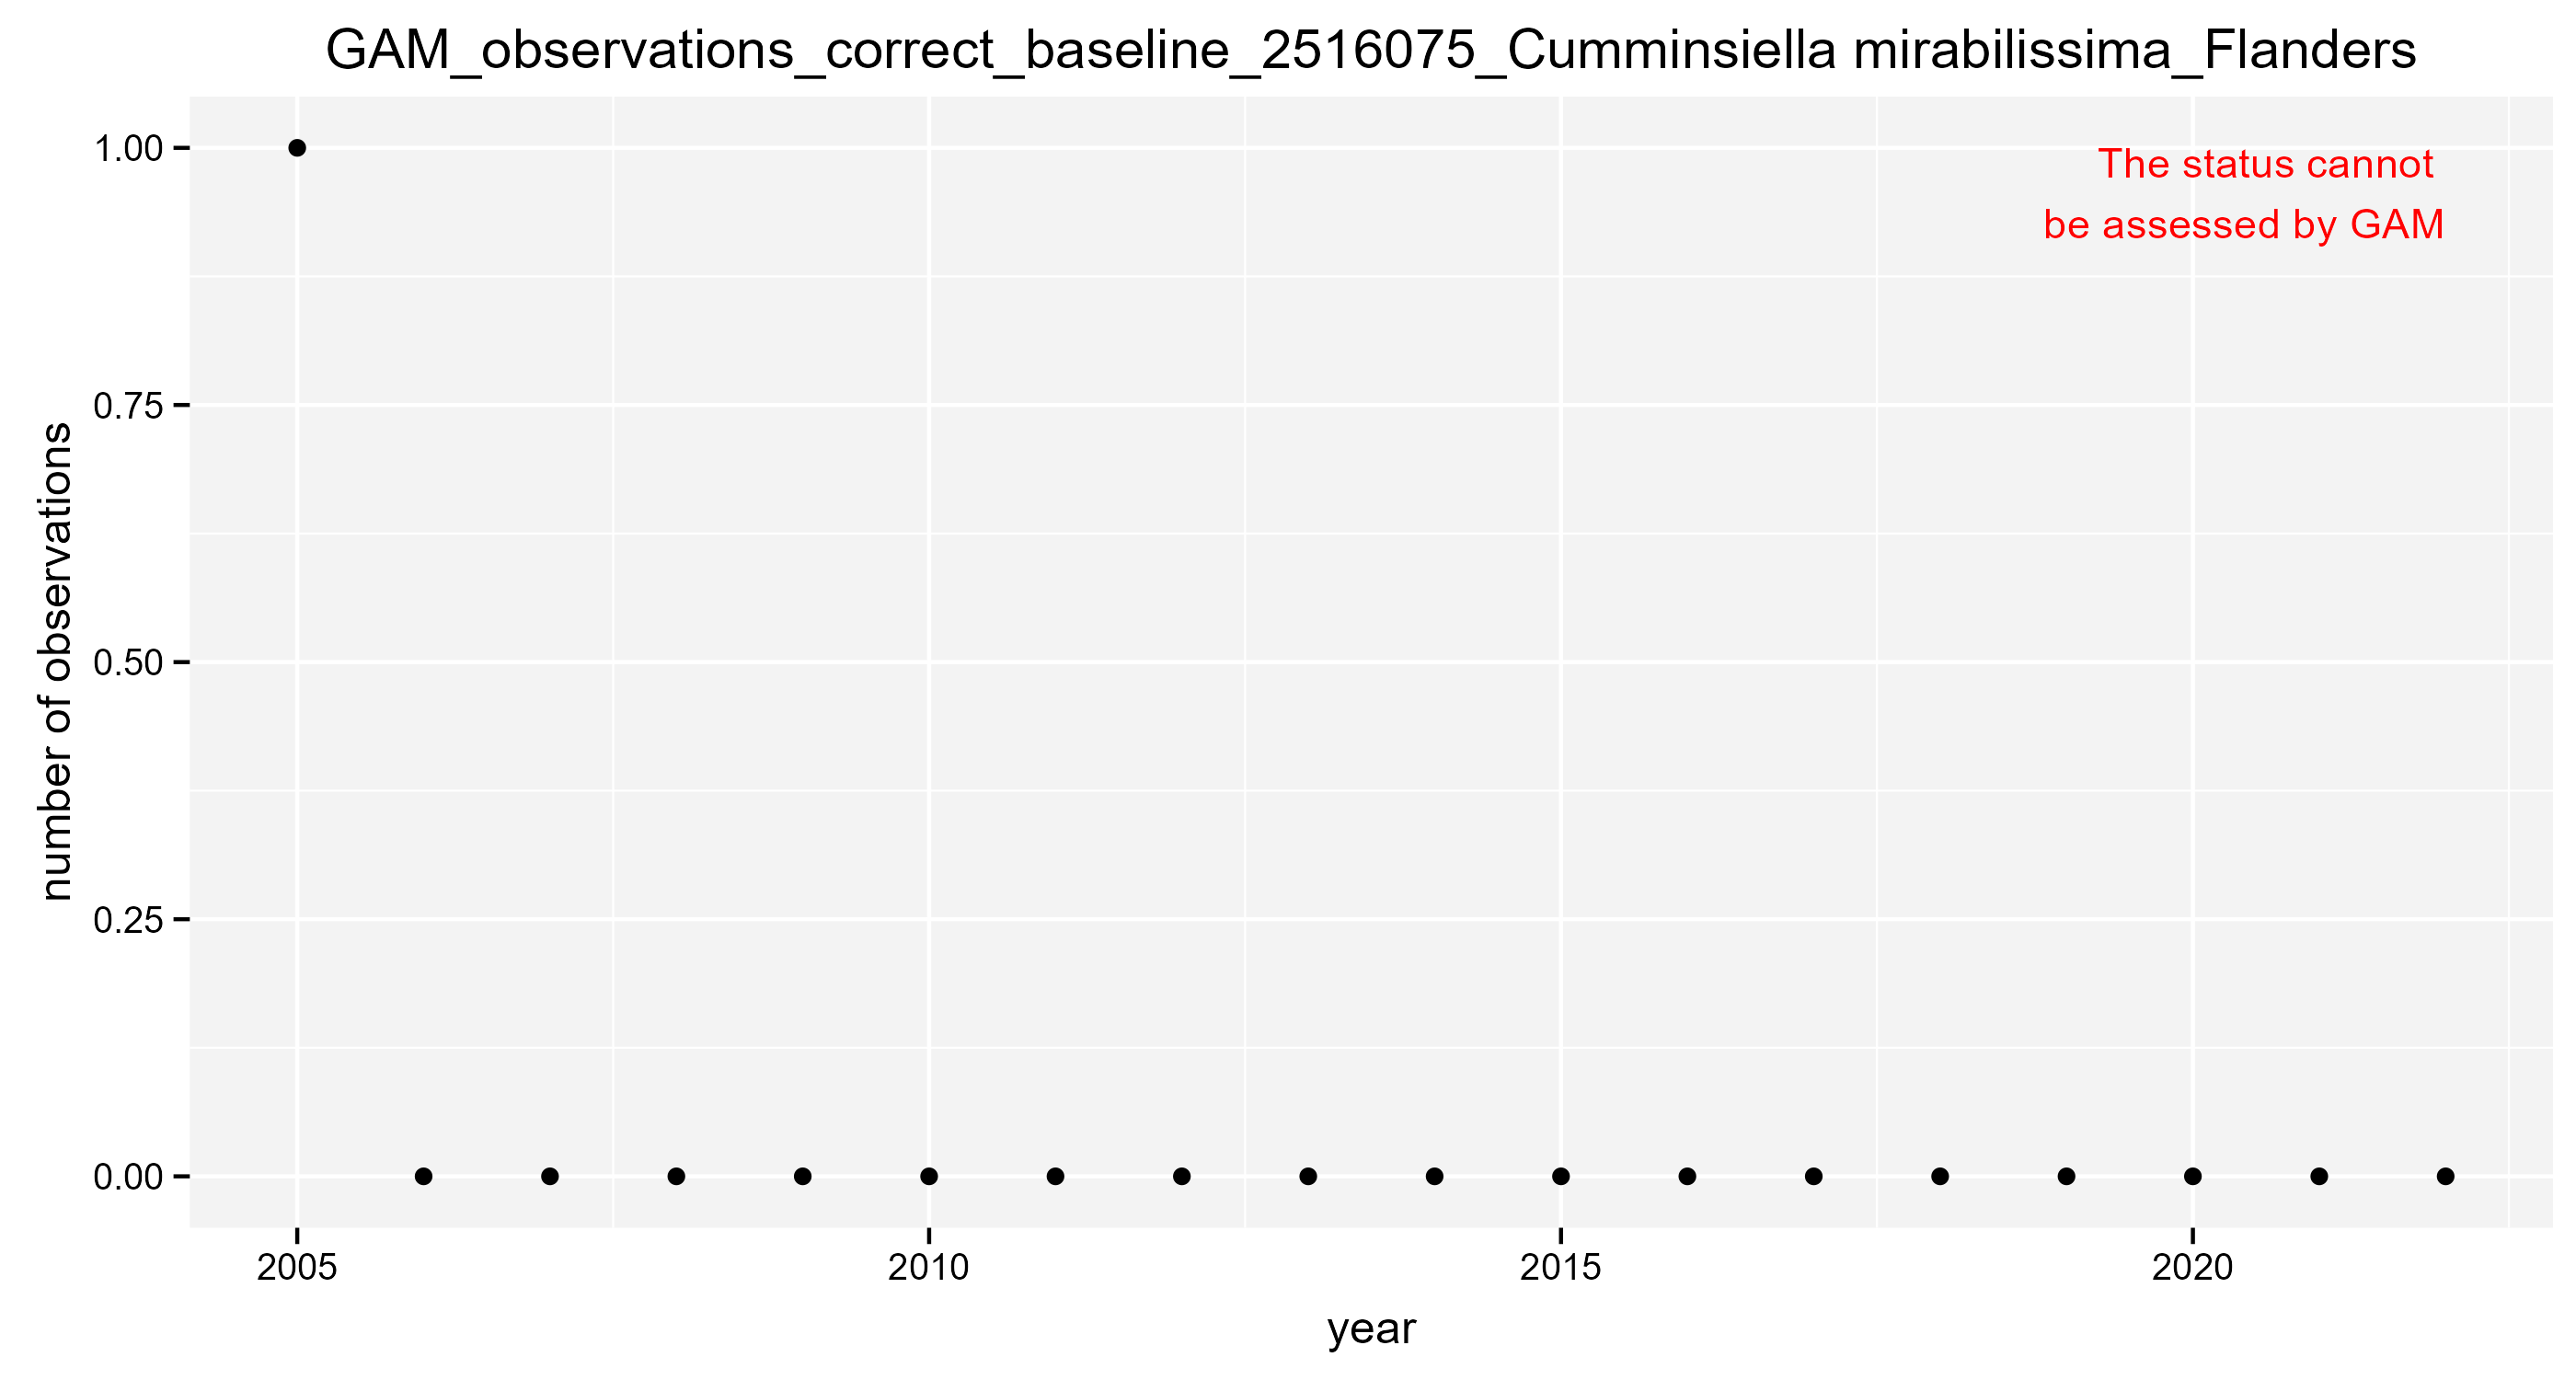 GAM_observations_correct_baseline_2516075_Cumminsiella mirabilissima_Flanders
The status cannot
be assessed by GAM
number of observations
1.00
0.75
0.50
0.25
0.00
2005 2010 2015 2020
year